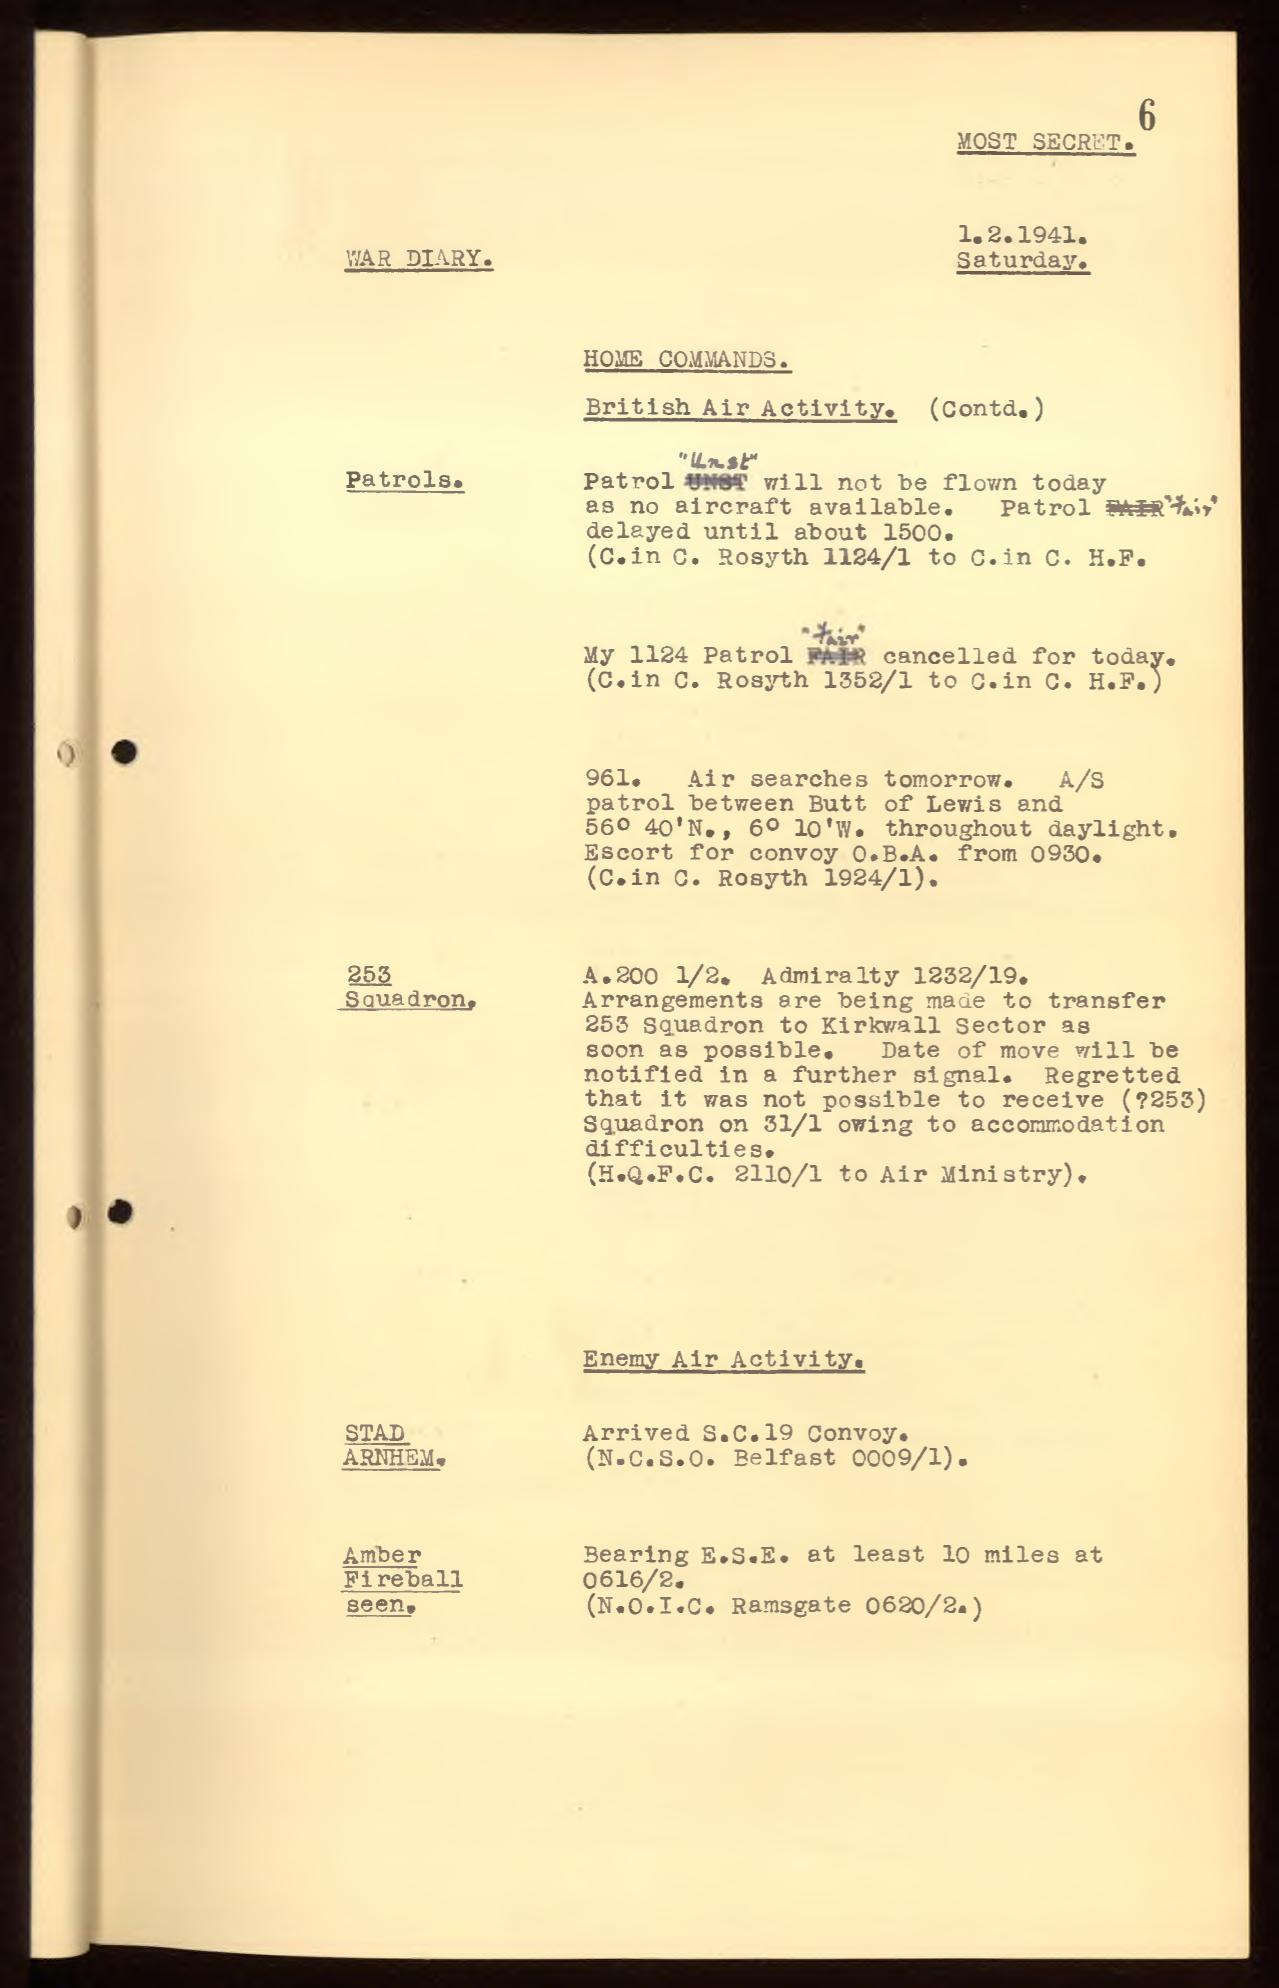 6
MOST SECRET.
1.2.1941.
WAR DIARY.
Saturday.
HOME COMMANDS.
British Air Activity. (Contd.)
"Unst"
Patrols.
Patrol UNST will not be flown today
as no aircraft available. Patrol FAIR "Fair"
delayed until about 1500.
(C.in C. Rosyth 1124/1 to C.in C. H.F.
"Fair"
My 1124 Patrol FAIR cancelled for today.
(C.in C. Rosyth 1352/1 to C.in C. H.F.)
961. Air searches tomorrow. A/S
patrol between Butt of Lewis and
56º 40'N., 6º 10'W. throughout daylight.
Escort for convoy O.B.A. from 0930.
(C.in C. Rosyth 1924/1).
253
Squadron.
A.200 1/2. Admiralty 1232/19.
Arrangements are being made to transfer
253 Squadron to Kirkwall Sector as
soon as possible. Date of move will be
notified in a further signal. Regretted
that it was not possible to receive (?253)
Squadron on 31/1 owing to accommodation
difficulties.
(H.Q.F.C. 2110/1 to Air Ministry).
Enemy Air Activity.
STAD
ARNHEM.
Arrived S.C.19 Convoy.
(N.C.S.O. Belfast 0009/1).
Amber
Fireball
seen.
Bearing E.S.E. at least 10 miles at
0616/2.
(N.O.I.C. Ramsgate 0620/2.)